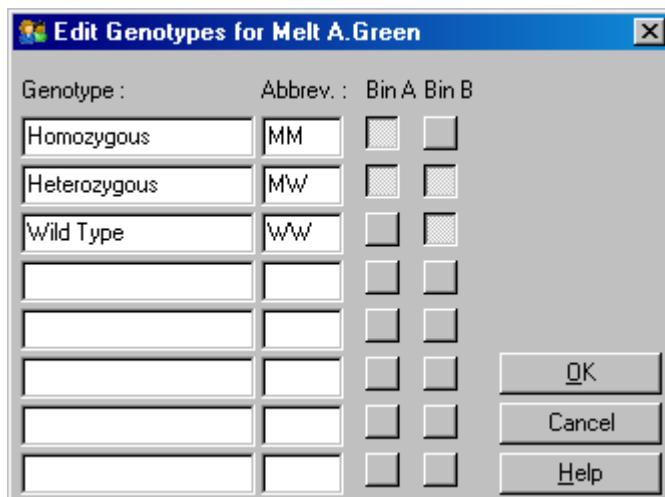 Edit Genotypes for Melt A.Green
Genotype : Abbrev. : Bin A Bin B
Homozygous MM
Heterozygous MW
Wild Type WW
OK
Cancel
Help